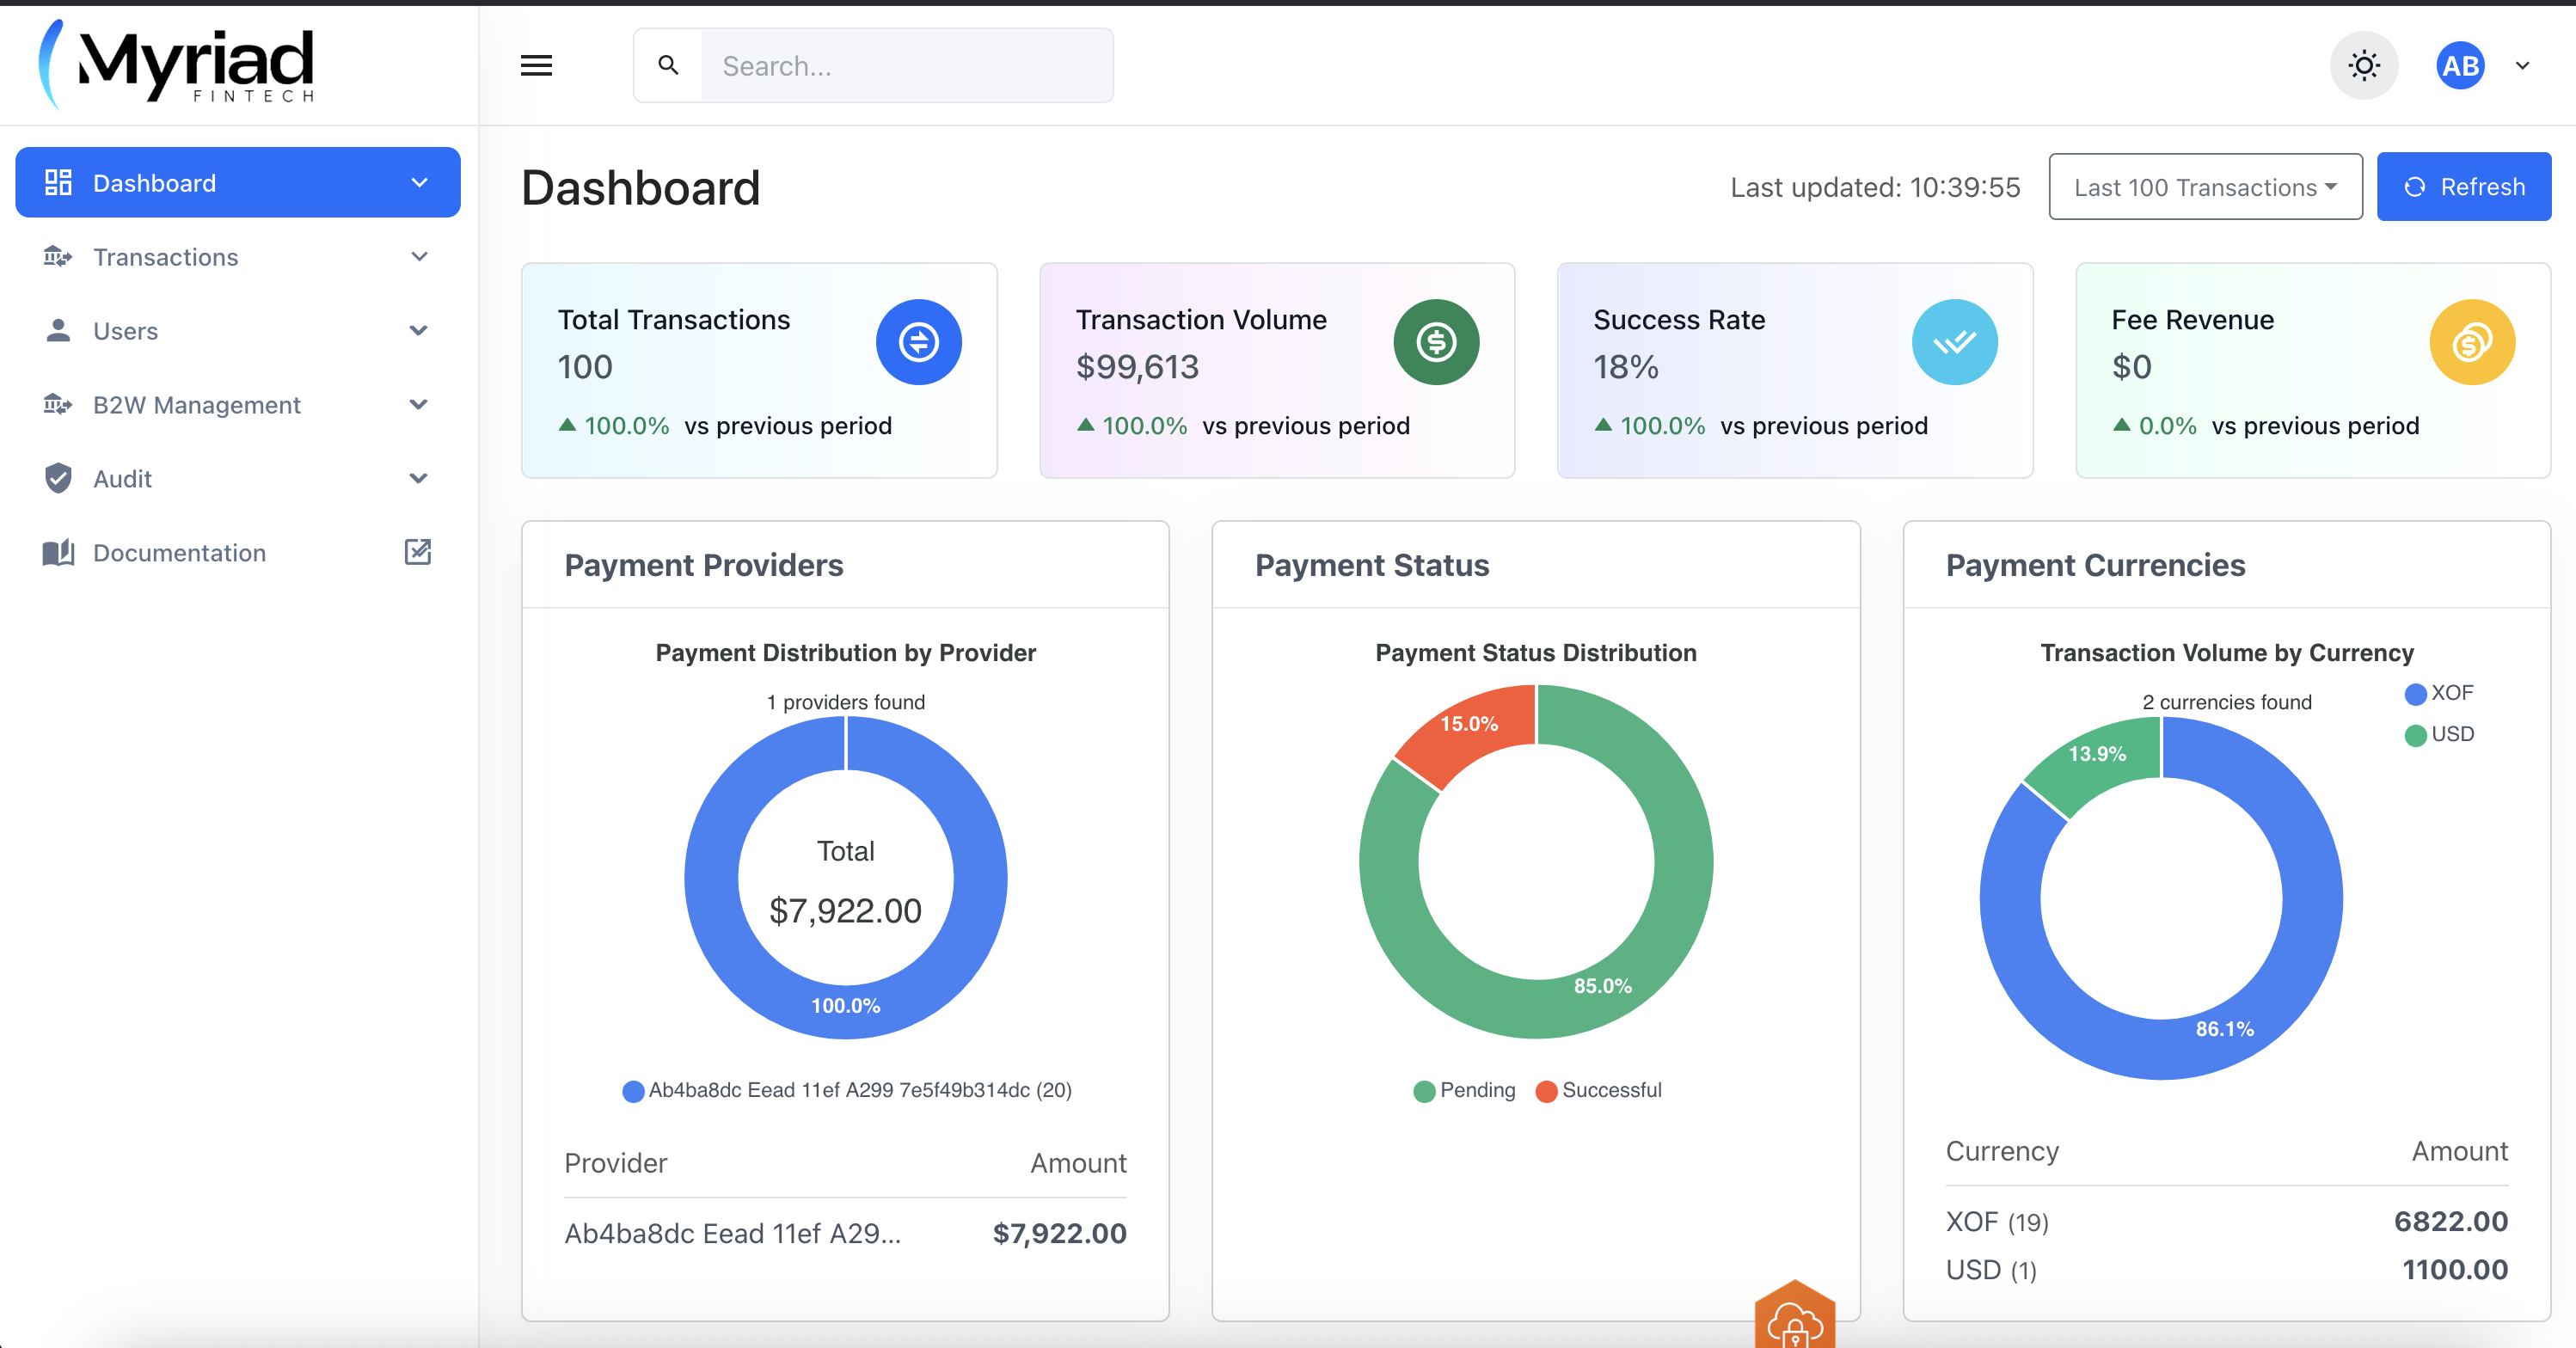 Myriad
FINTECH
Search...
AB
Dashboard
Transactions
Users
B2W Management
Audit
Documentation
Dashboard
Last updated: 10:39:55
Last 100 Transactions
Refresh
Total Transactions
100
100.0% vs previous period
Transaction Volume
$99,613
100.0% vs previous period
Success Rate
18%
100.0% vs previous period
Fee Revenue
$0
0.0% vs previous period
Payment Providers
Payment Distribution by Provider
1 providers found
Total
$7,922.00
100.0%
Ab4ba8dc Eead 11ef A299 7e5f49b314dc (20)
Provider Amount
Ab4ba8dc Eead 11ef A29... $7,922.00
Payment Status
Payment Status Distribution
15.0%
85.0%
Pending Successful
Payment Currencies
Transaction Volume by Currency
2 currencies found
XOF
USD
13.9%
86.1%
Currency Amount
XOF (19) 6822.00
USD (1) 1100.00